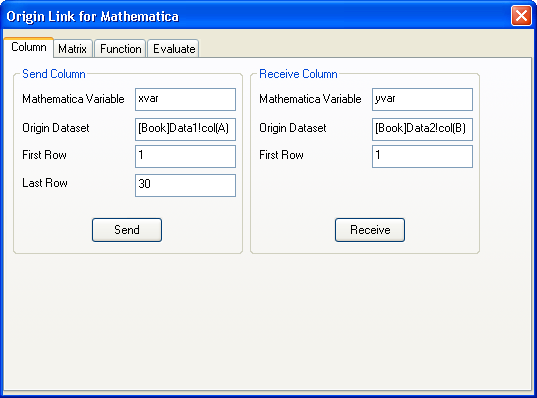 Origin Link for Mathematica
Column Matrix Function Evaluate
Send Column
Mathematica Variable xvar
Origin Dataset [Book]Data1!col(A)
First Row 1
Last Row 30
Send
Receive Column
Mathematica Variable yvar
Origin Dataset [Book]Data2!col(B)
First Row 1
Receive